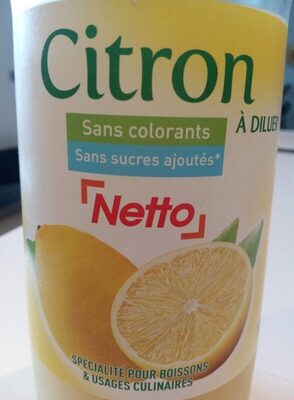 Citron
À DILUER
Sans colorants
Sans sucres ajoutés*
Netto
SPÉCIALITÉ POUR BOISSONS
& USAGES CULINAIRES